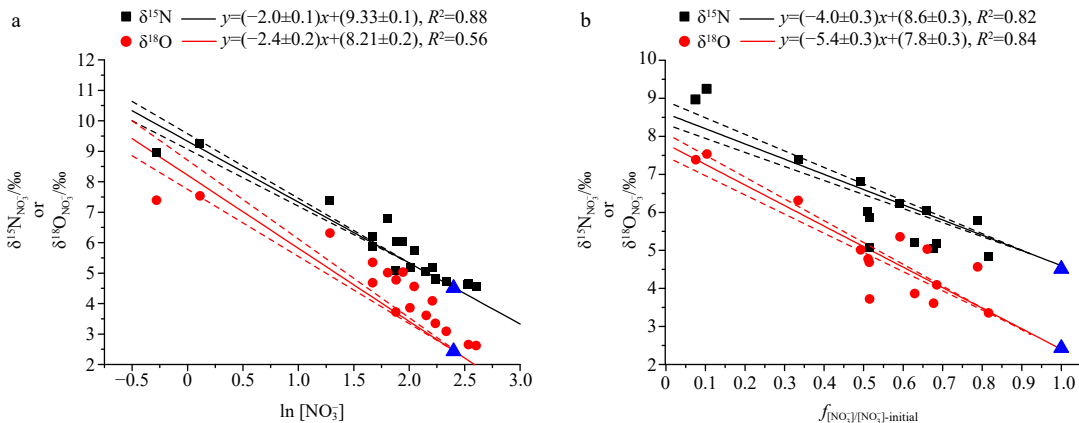 a
δ¹⁵N y=(−2.0±0.1)x+(9.33±0.1), R²=0.88
δ¹⁸O y=(−2.4±0.2)x+(8.21±0.2), R²=0.56
12
11
10
9
8
7
6
5
4
3
2
δ¹⁵N_NO₃⁻/‰
or
δ¹⁸O_NO₃⁻/‰
−0.5 0 0.5 1.0 1.5 2.0 2.5 3.0
ln [NO₃⁻]
b
δ¹⁵N y=(−4.0±0.3)x+(8.6±0.3), R²=0.82
δ¹⁸O y=(−5.4±0.3)x+(7.8±0.3), R²=0.84
10
9
8
7
6
5
4
3
2
δ¹⁵N_NO₃⁻/‰
or
δ¹⁸O_NO₃⁻/‰
0 0.1 0.2 0.3 0.4 0.5 0.6 0.7 0.8 0.9 1.0
f_[NO₃⁻]/[NO₃⁻]-initial